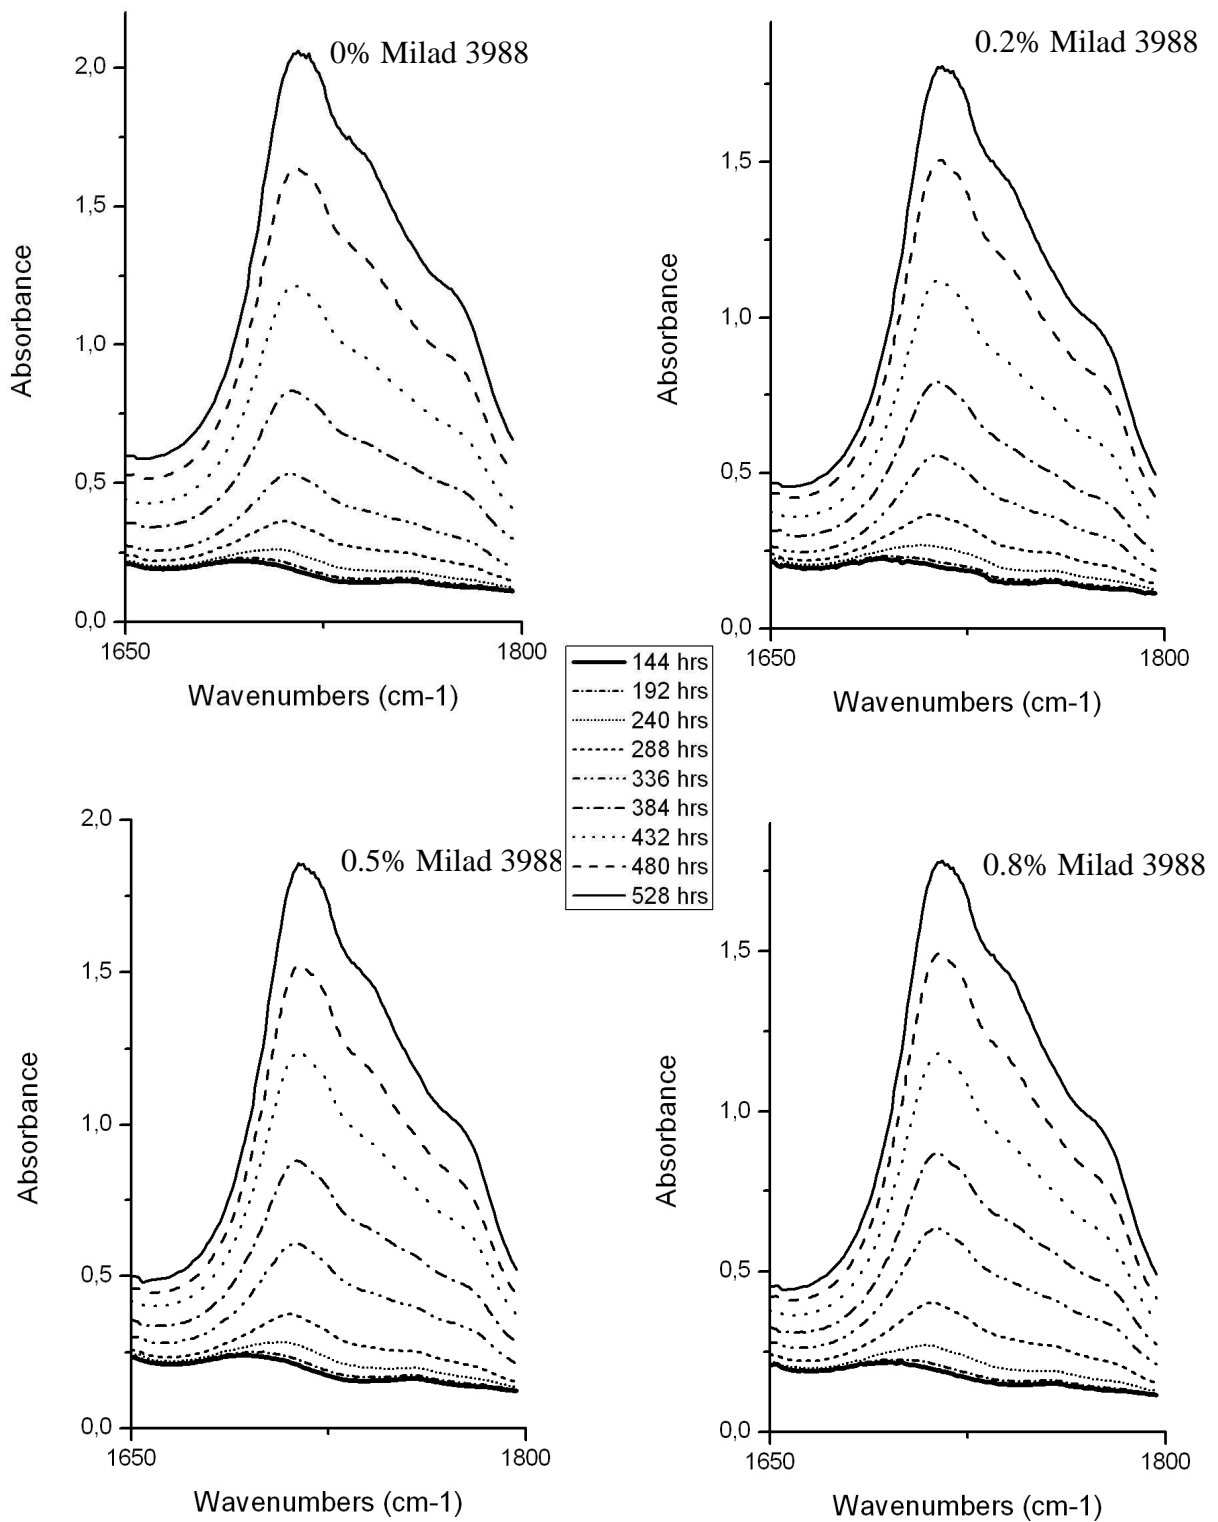 0% Milad 3988
2,0
1,5
1,0
0,5
0,0
1650
1800
Absorbance
Wavenumbers (cm-1)
0.2% Milad 3988
1,5
1,0
0,5
0,0
1650
1800
Absorbance
Wavenumbers (cm-1)
144 hrs
192 hrs
240 hrs
288 hrs
336 hrs
384 hrs
432 hrs
480 hrs
528 hrs
0.5% Milad 3988
2,0
1,5
1,0
0,5
0,0
1650
1800
Absorbance
Wavenumbers (cm-1)
0.8% Milad 3988
1,5
1,0
0,5
0,0
1650
1800
Absorbance
Wavenumbers (cm-1)